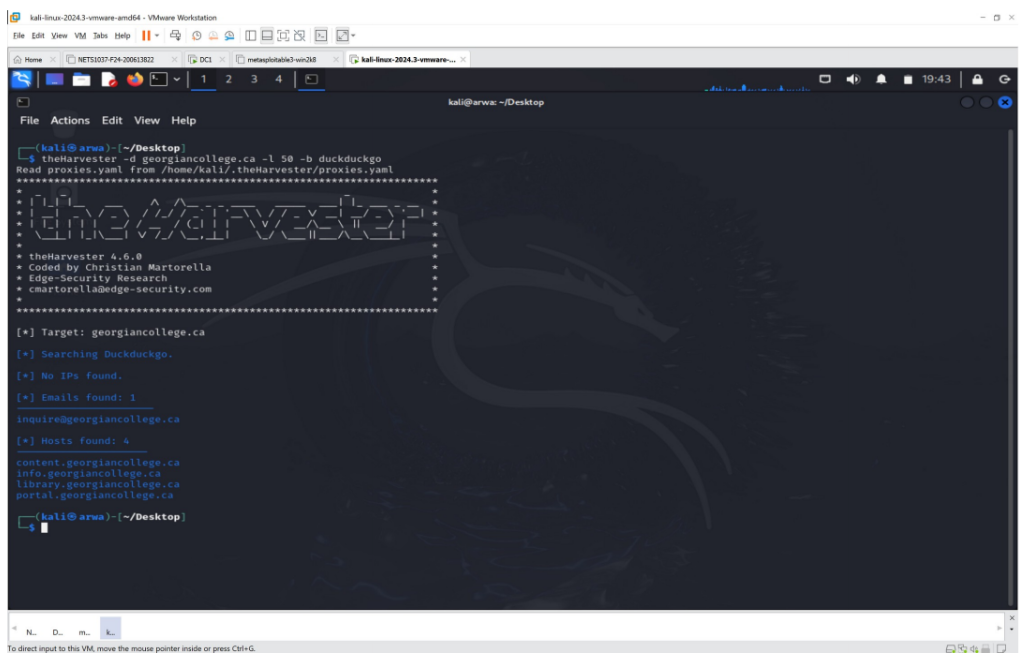 kali-linux-2024.3-vmware-amd64 - VMware Workstation
File Edit View VM Tabs Help
Home NETS1037-F24-200613822 DC1 metasploitable3-win2k8 kali-linux-2024.3-vmware-...
1 2 3 4 19:43
kali@arwa: ~/Desktop
File Actions Edit View Help
(kali㉿arwa)-[~/Desktop]
$ theHarvester -d georgiancollege.ca -l 50 -b duckduckgo
Read proxies.yaml from /home/kali/.theHarvester/proxies.yaml
*******************************************************************
theHarvester
* theHarvester 4.6.0 *
* Coded by Christian Martorella *
* Edge-Security Research *
* cmartorella@edge-security.com *
* *
*******************************************************************
[*] Target: georgiancollege.ca
[*] Searching Duckduckgo.
[*] No IPs found.
[*] Emails found: 1
inquire@georgiancollege.ca
[*] Hosts found: 4
content.georgiancollege.ca
info.georgiancollege.ca
library.georgiancollege.ca
portal.georgiancollege.ca
(kali㉿arwa)-[~/Desktop]
$
N... D... m... k...
To direct input to this VM, move the mouse pointer inside or press Ctrl+G.